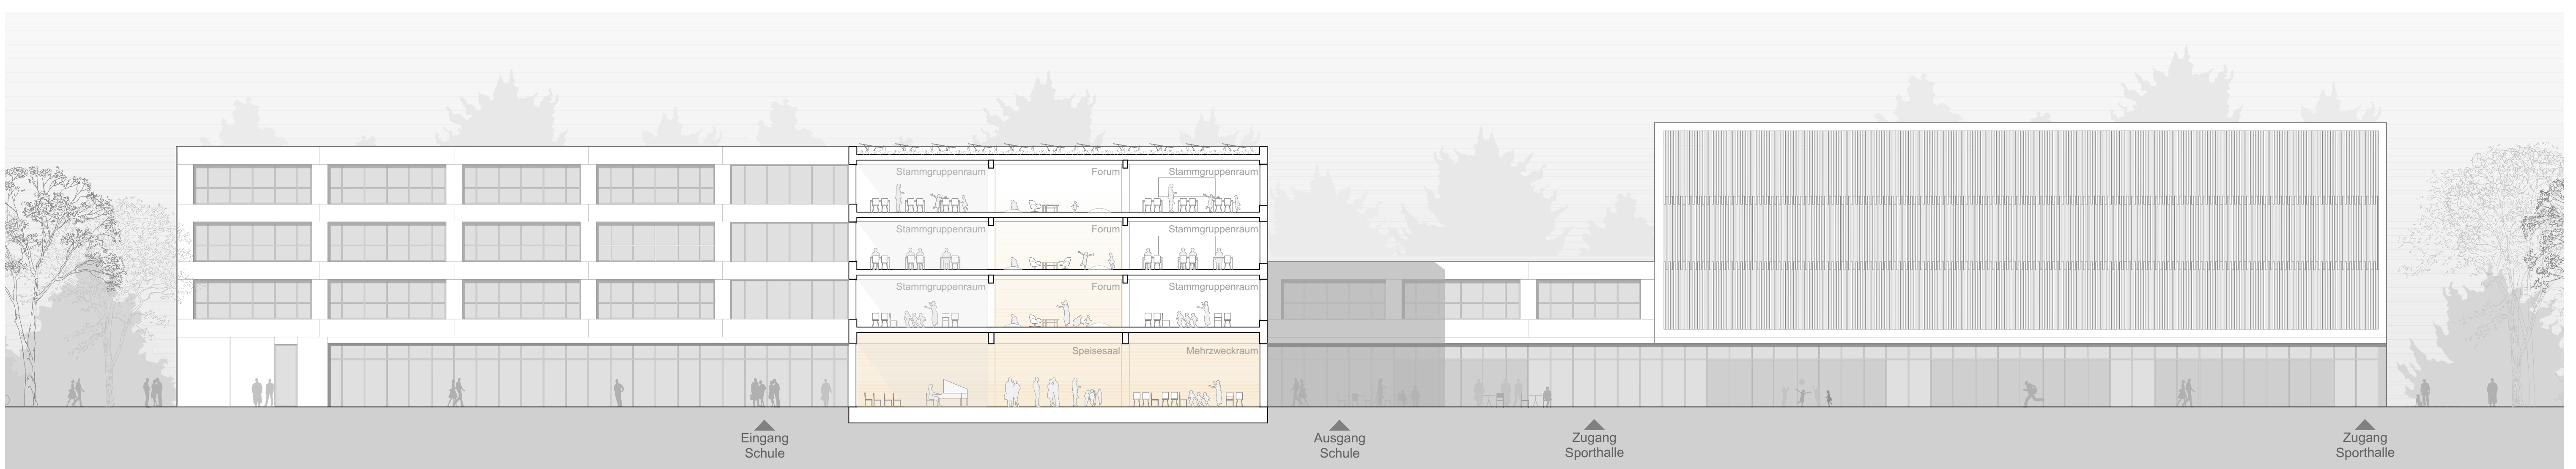 Stammgruppenraum Forum Stammgruppenraum
Stammgruppenraum Forum Stammgruppenraum
Stammgruppenraum Forum Stammgruppenraum
Speisesaal Mehrzweckraum
Eingang
Schule
Ausgang
Schule
Zugang
Sporthalle
Zugang
Sporthalle